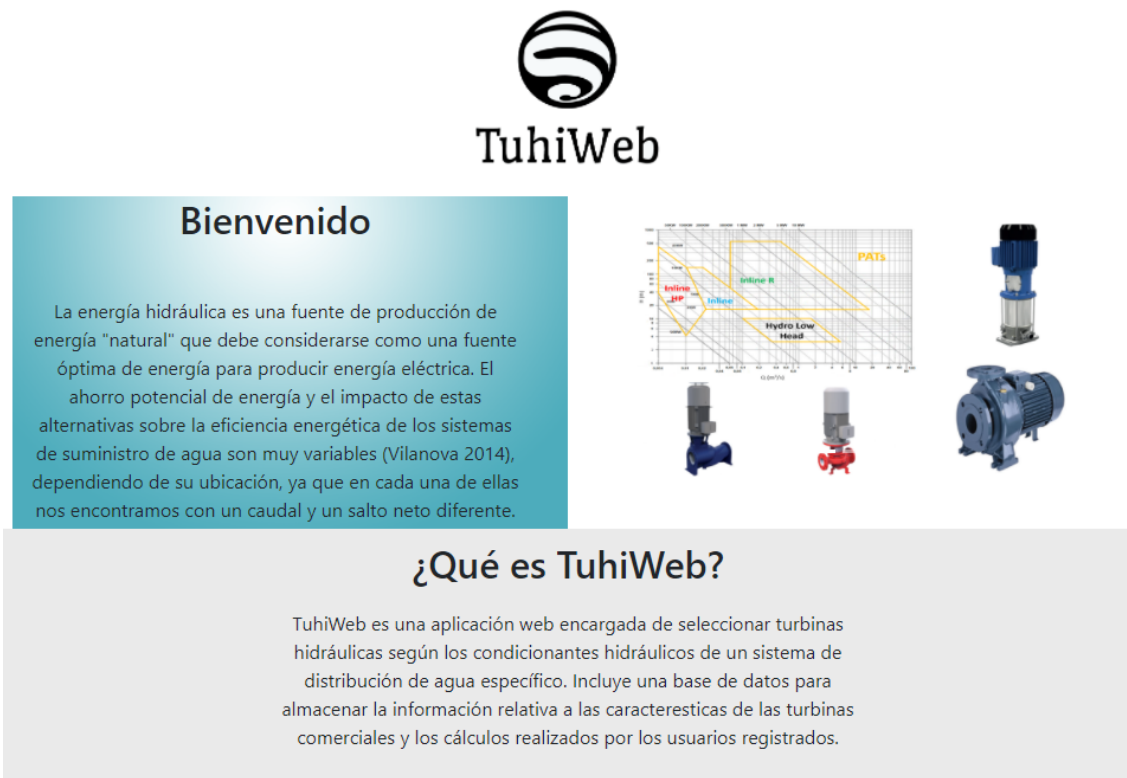 TuhiWeb
Bienvenido
La energía hidráulica es una fuente de producción de
energía "natural" que debe considerarse como una fuente
óptima de energía para producir energía eléctrica. El
ahorro potencial de energía y el impacto de estas
alternativas sobre la eficiencia energética de los sistemas
de suministro de agua son muy variables (Vilanova 2014),
dependiendo de su ubicación, ya que en cada una de ellas
nos encontramos con un caudal y un salto neto diferente.
PATs
Inline R
Inline
HP
Inline
Hydro Low
Head
¿Qué es TuhiWeb?
TuhiWeb es una aplicación web encargada de seleccionar turbinas
hidráulicas según los condicionantes hidráulicos de un sistema de
distribución de agua específico. Incluye una base de datos para
almacenar la información relativa a las caracteresticas de las turbinas
comerciales y los cálculos realizados por los usuarios registrados.